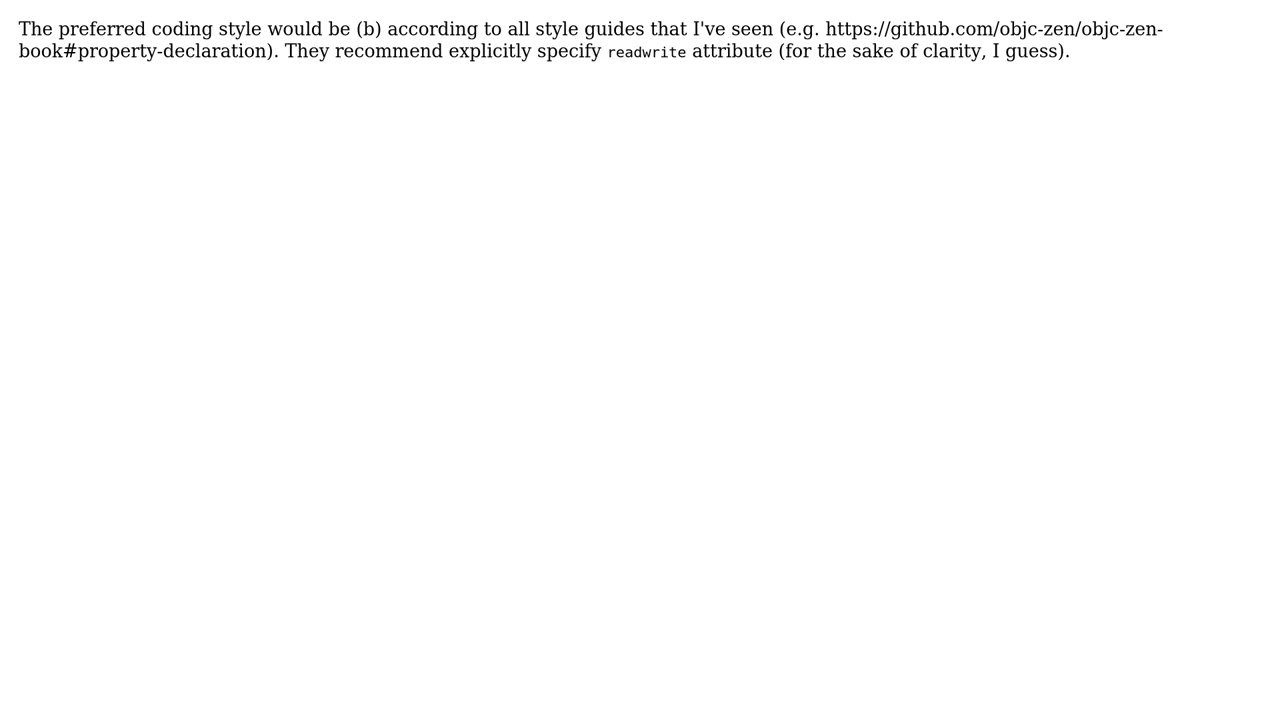 The preferred coding style would be (b) according to all style guides that I've seen (e.g. https://github.com/objc-zen/objc-zen-
book#property-declaration). They recommend explicitly specify readwrite attribute (for the sake of clarity, I guess).